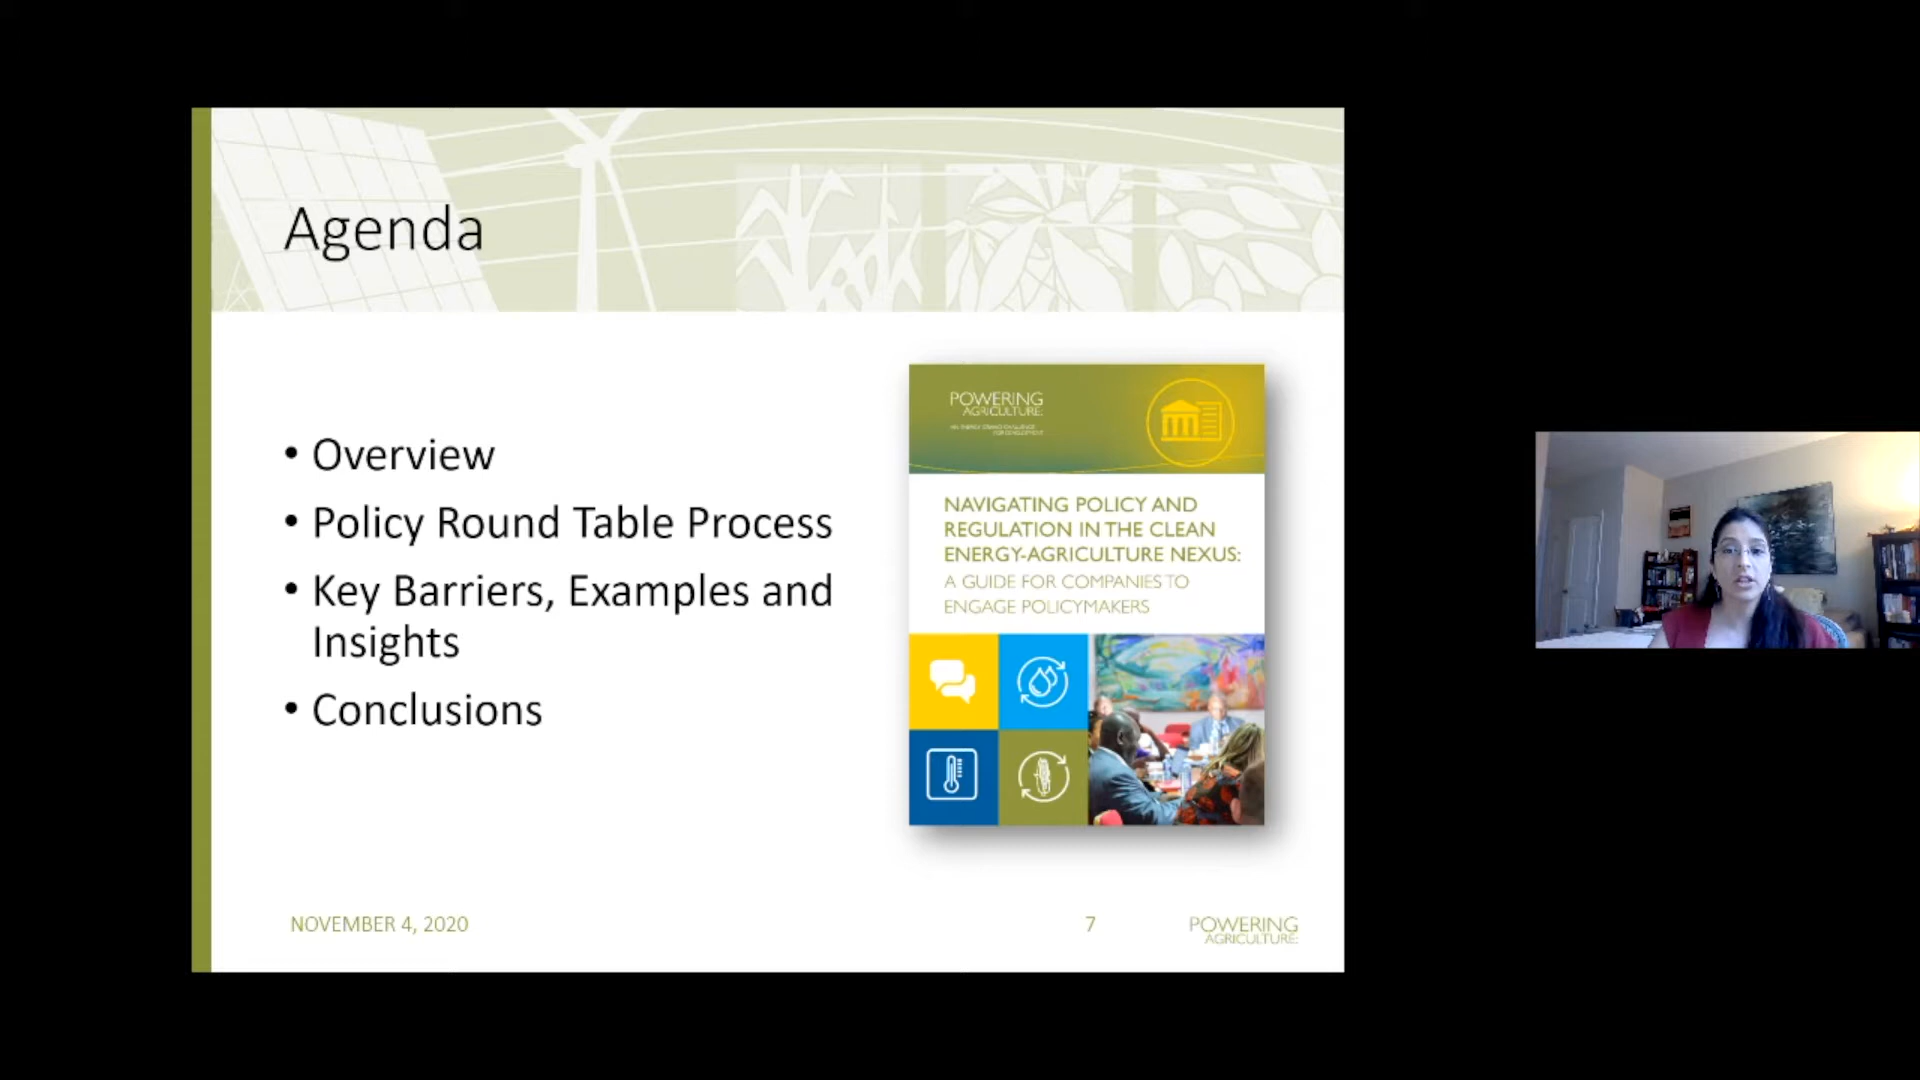 Agenda
• Overview
• Policy Round Table Process
• Key Barriers, Examples and
Insights
• Conclusions
POWERING
AGRICULTURE:
NAVIGATING POLICY AND
REGULATION IN THE CLEAN
ENERGY-AGRICULTURE NEXUS:
A GUIDE FOR COMPANIES TO
ENGAGE POLICYMAKERS
NOVEMBER 4, 2020
7
POWERING
AGRICULTURE: